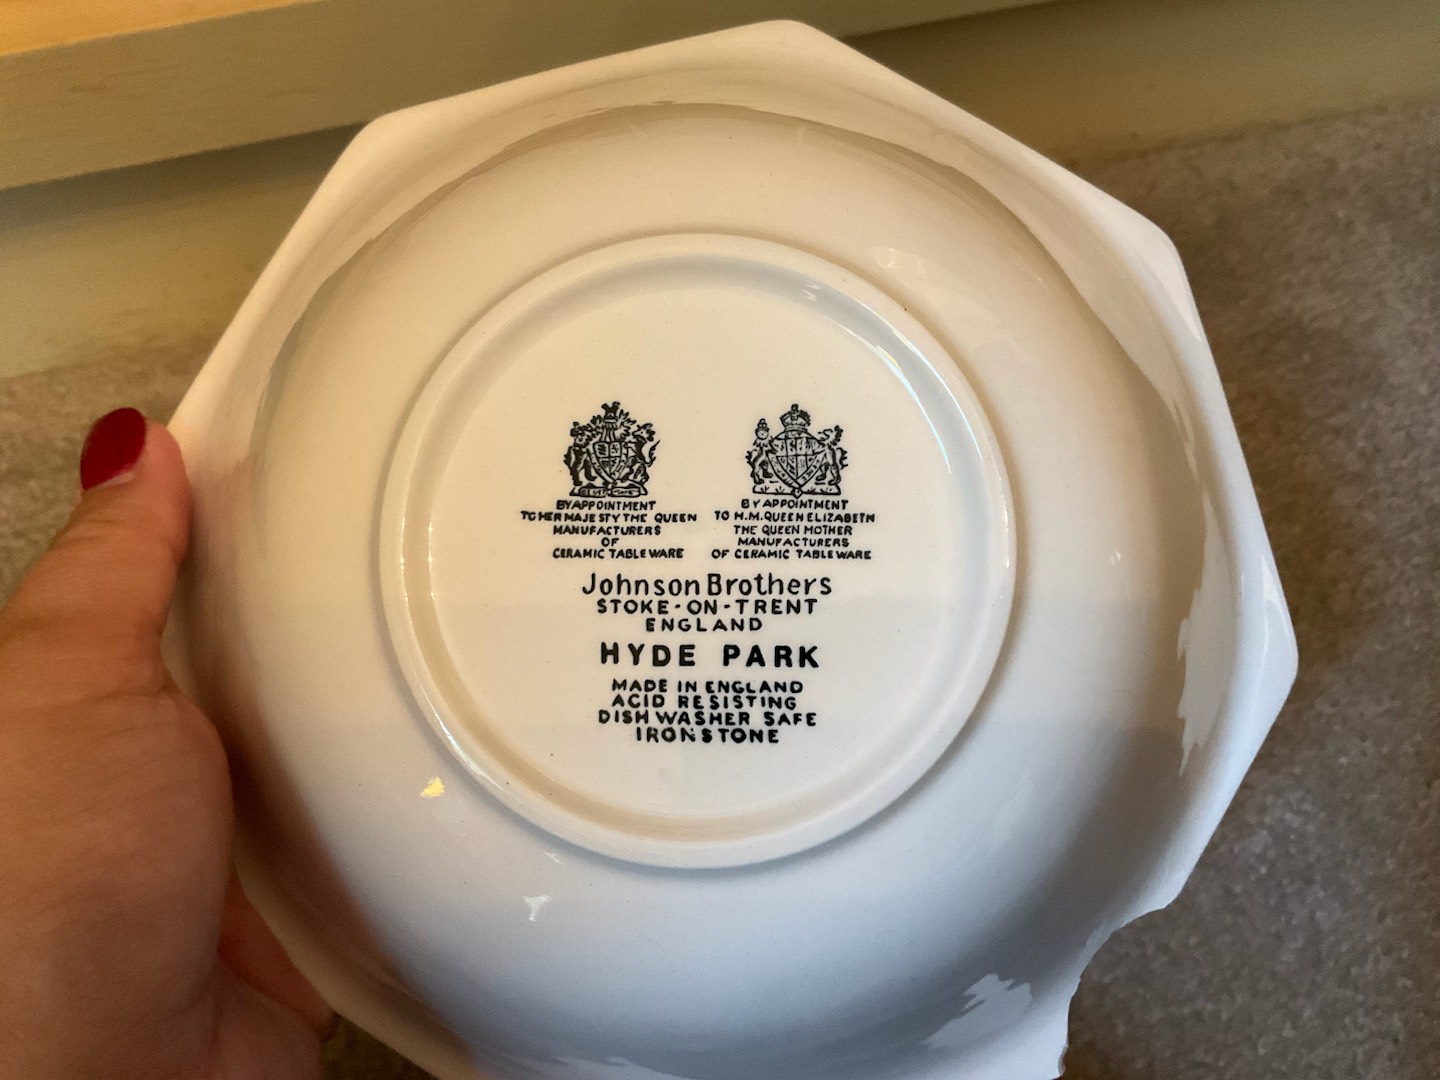 BY APPOINTMENT
TO HER MAJESTY THE QUEEN
MANUFACTURERS
OF
CERAMIC TABLEWARE
BY APPOINTMENT
TO H.M. QUEEN ELIZABETH
THE QUEEN MOTHER
MANUFACTURERS
OF CERAMIC TABLEWARE
Johnson Brothers
STOKE-ON-TRENT
ENGLAND
HYDE PARK
MADE IN ENGLAND
ACID RESISTING
DISHWASHER SAFE
IRONSTONE